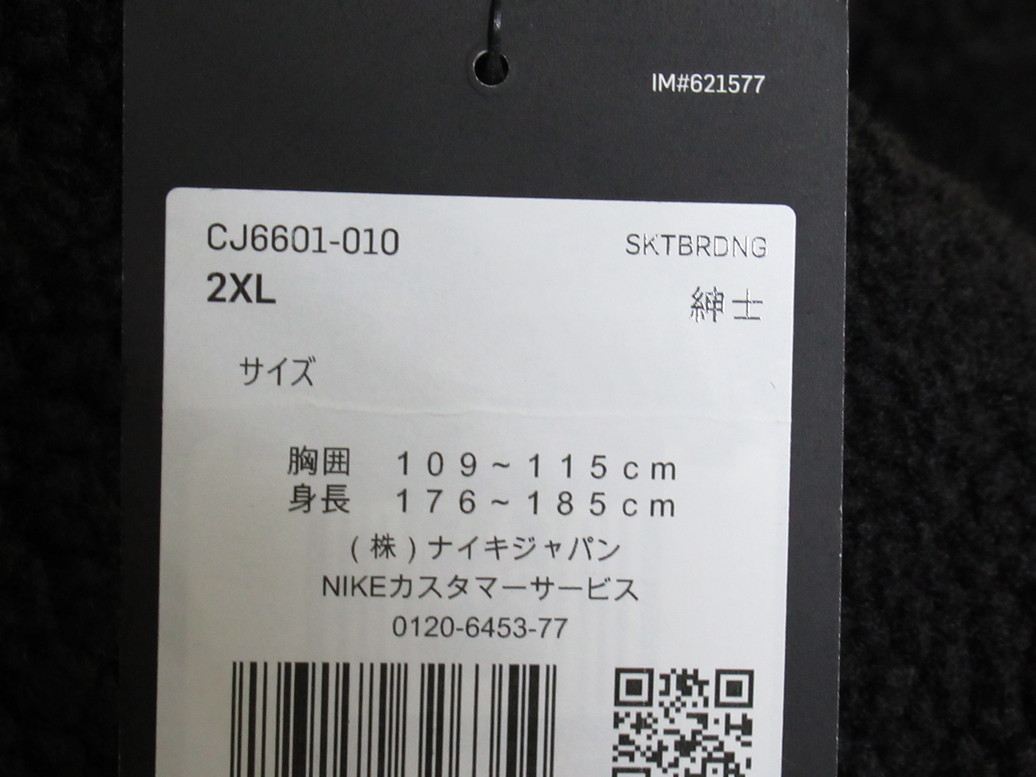 IM#621577
CJ6601-010
SKTBRDNG
2XL
紳士
サイズ
胸囲 109~115cm
身長 176~185cm
(株)ナイキジャパン
NIKEカスタマーサービス
0120-6453-77